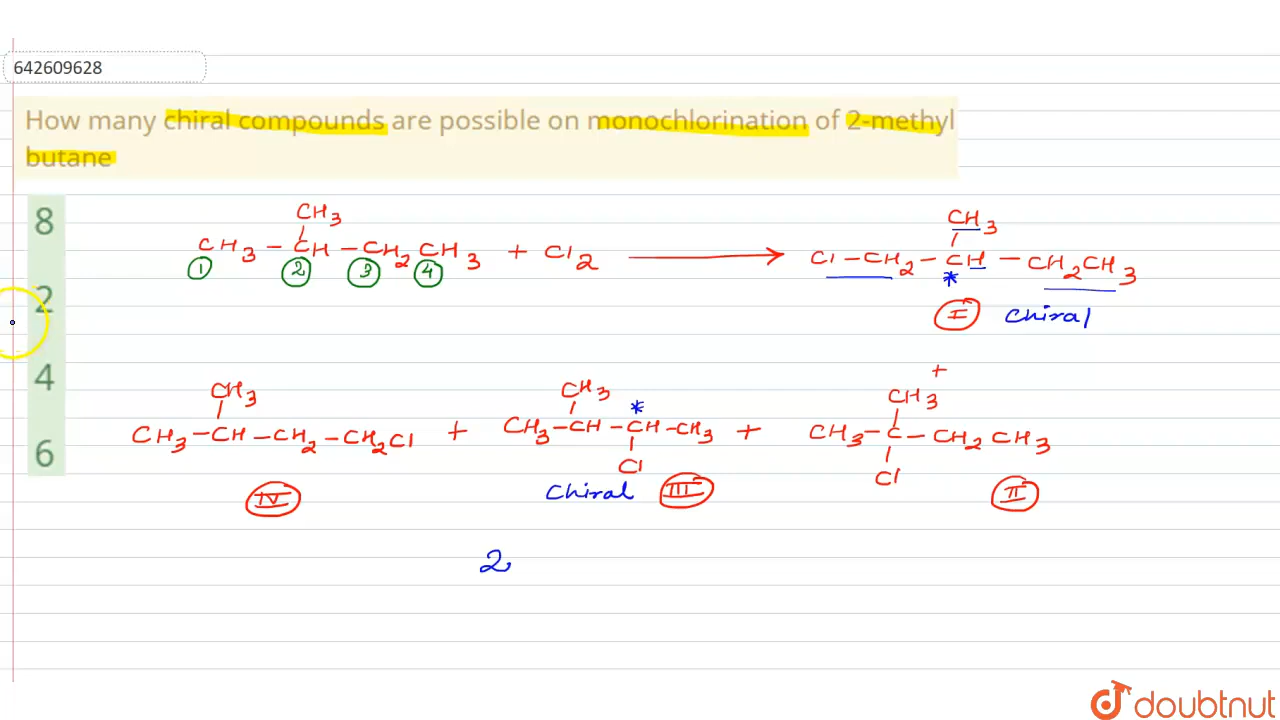 642609628
How many chiral compounds are possible on monochlorination of 2-methyl
butane
8
2
4
6
CH3
CH3 - CH - CH2 CH3 + Cl2 ⟶
1 2 3 4
CH3
Cl - CH2 - CH - CH2CH3
*
I Chiral
+
CH3
CH3 - CH - CH2 - CH2Cl +
IV
CH3 *
CH3 - CH - CH - CH3 +
Cl
Chiral III
CH3
CH3 - C - CH2 CH3
Cl
II
2
doubtnut